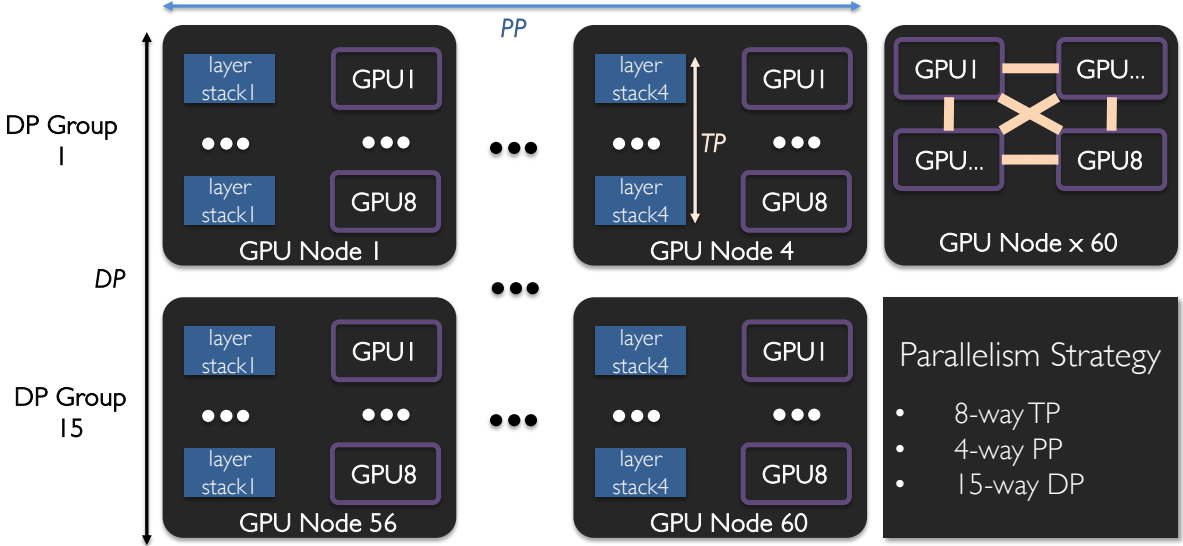 PP
DP Group
1
layer
stack1
GPU1
●●●
●●●
layer
stack1
GPU8
GPU Node 1
●●●
layer
stack4
GPU1
●●●
TP
●●●
layer
stack4
GPU8
GPU Node 4
GPU1
GPU...
GPU...
GPU8
GPU Node x 60
DP
●●●
DP Group
15
layer
stack1
GPU1
●●●
●●●
layer
stack1
GPU8
GPU Node 56
●●●
layer
stack4
GPU1
●●●
●●●
layer
stack4
GPU8
GPU Node 60
Parallelism Strategy
• 8-way TP
• 4-way PP
• 15-way DP